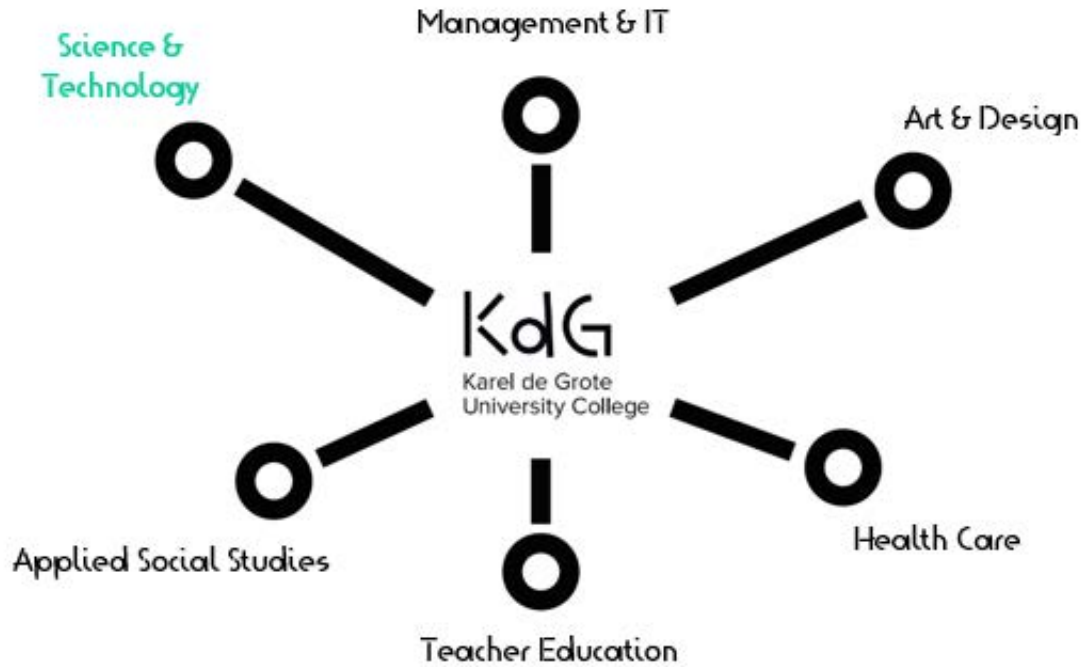 Management & IT
Science &
Technology
Art & Design
KdG
Karel de Grote
University College
Health Care
Applied Social Studies
Teacher Education